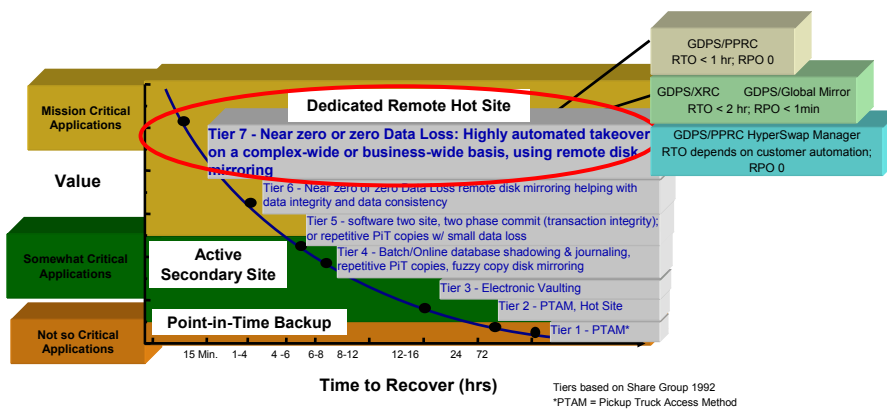 GDPS/PPRC
RTO < 1 hr; RPO 0
GDPS/XRC GDPS/Global Mirror
RTO < 2 hr; RPO < 1min
GDPS/PPRC HyperSwap Manager
RTO depends on customer automation;
RPO 0
Mission Critical
Applications
Value
Somewhat Critical
Applications
Not so Critical
Applications
Dedicated Remote Hot Site
Tier 7 - Near zero or zero Data Loss: Highly automated takeover
on a complex-wide or business-wide basis, using remote disk
mirroring
Tier 6 - Near zero or zero Data Loss remote disk mirroring helping with
data integrity and data consistency
Tier 5 - software two site, two phase commit (transaction integrity);
or repetitive PiT copies w/ small data loss
Active
Secondary Site
Tier 4 - Batch/Online database shadowing & journaling,
repetitive PiT copies, fuzzy copy disk mirroring
Tier 3 - Electronic Vaulting
Tier 2 - PTAM, Hot Site
Point-in-Time Backup
Tier 1 - PTAM*
15 Min. 1-4 4 -6 6-8 8-12 12-16 24 72
Time to Recover (hrs)
Tiers based on Share Group 1992
*PTAM = Pickup Truck Access Method